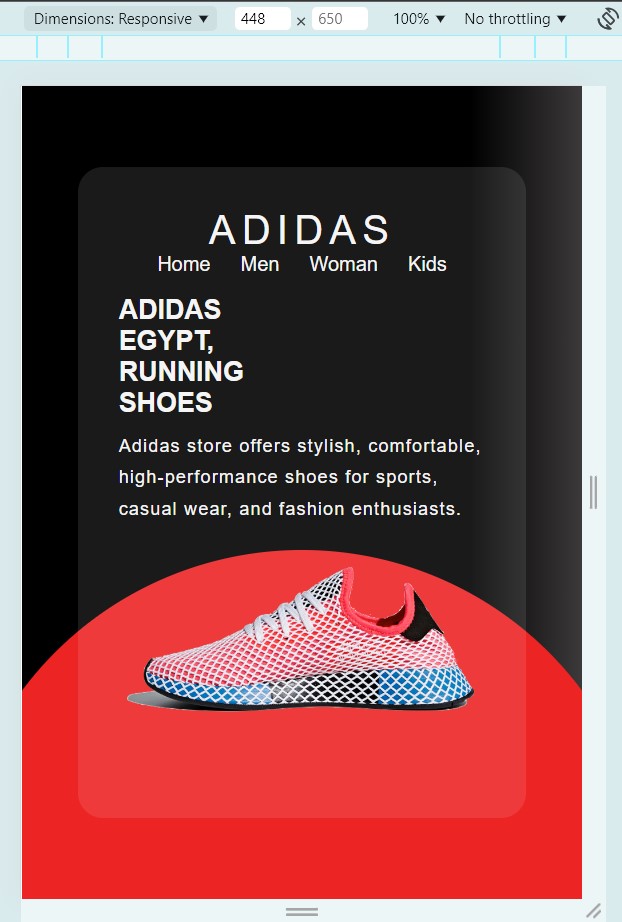 Dimensions: Responsive ▼ 448 × 650 100% ▼ No throttling ▼
ADIDAS
Home Men Woman Kids
ADIDAS
EGYPT,
RUNNING
SHOES
Adidas store offers stylish, comfortable,
high-performance shoes for sports,
casual wear, and fashion enthusiasts.